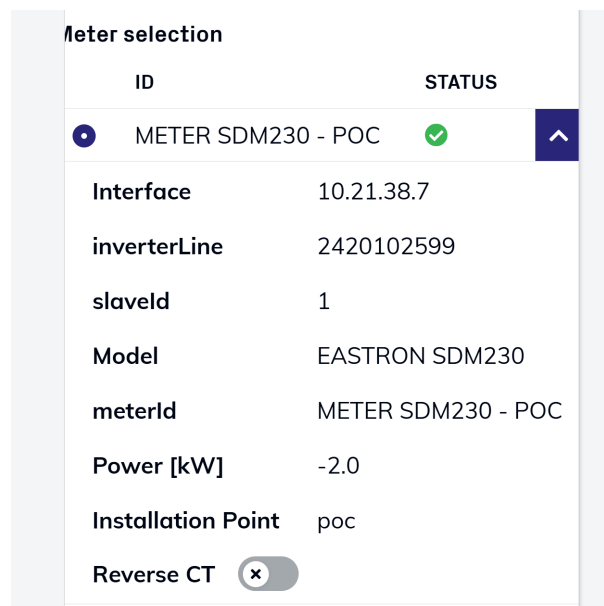 Meter selection
ID STATUS
METER SDM230 - POC
Interface 10.21.38.7
inverterLine 2420102599
slaveId 1
Model EASTRON SDM230
meterId METER SDM230 - POC
Power [kW] -2.0
Installation Point poc
Reverse CT